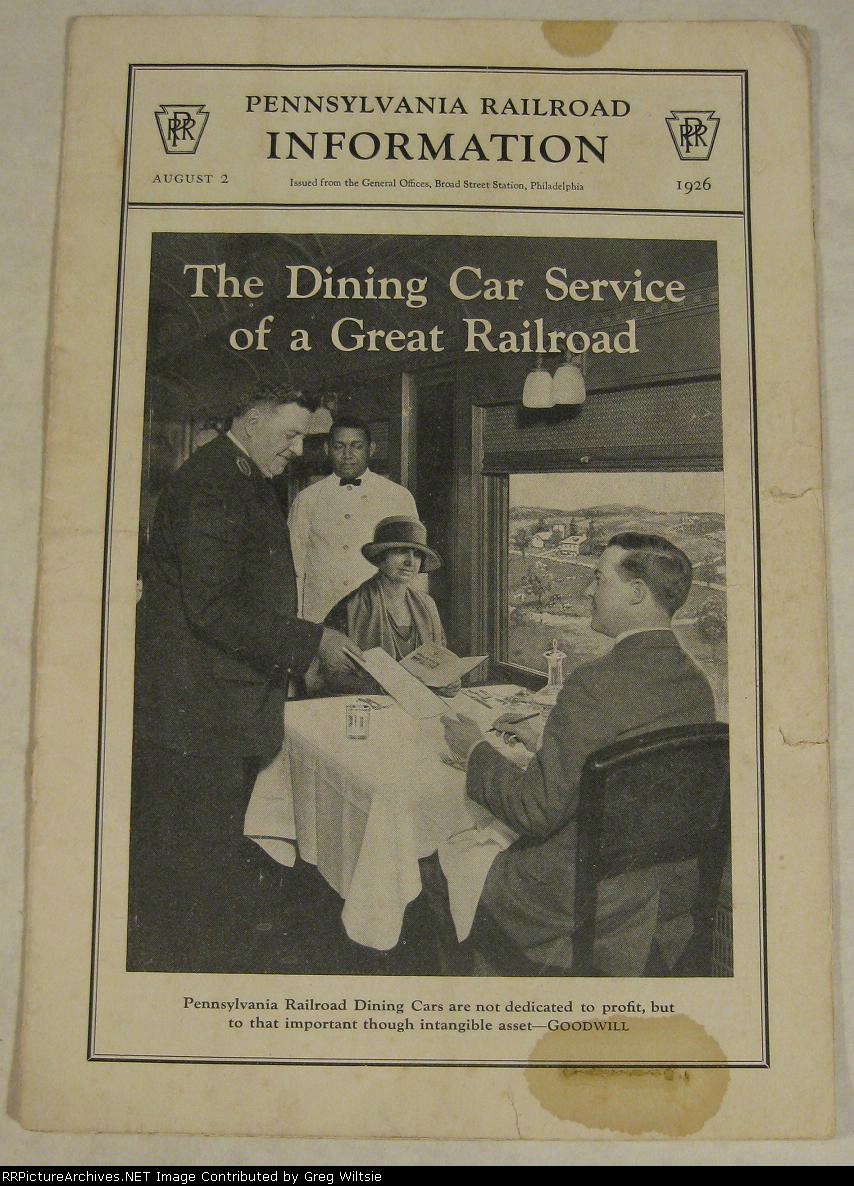 PENNSYLVANIA RAILROAD
INFORMATION
PRR
PRR
AUGUST 2
Issued from the General Offices, Broad Street Station, Philadelphia
1926
The Dining Car Service
of a Great Railroad
Pennsylvania Railroad Dining Cars are not dedicated to profit, but
to that important though intangible asset—GOODWILL
RRPictureArchives.NET Image Contributed by Greg Wiltsie